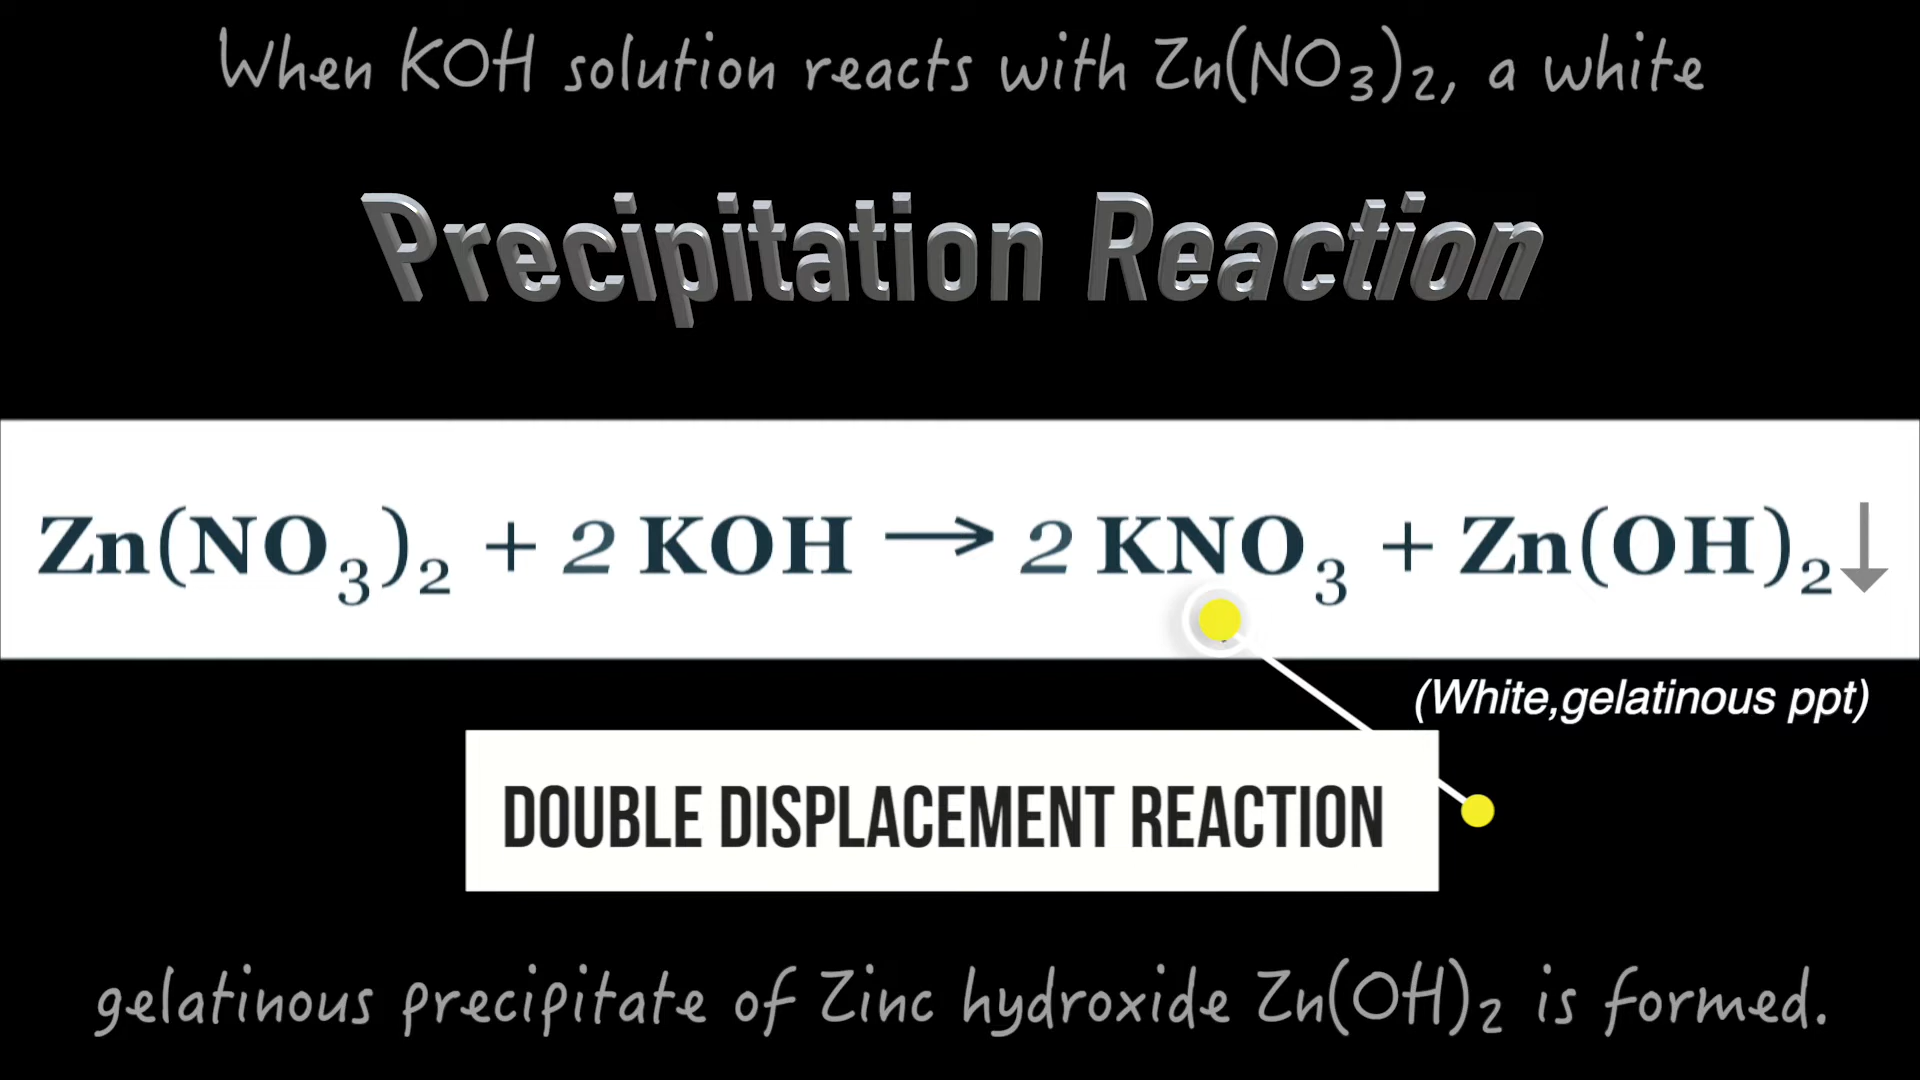 When KOH solution reacts with Zn(NO₃)₂, a white
Precipitation Reaction
Zn(NO₃)₂ + 2 KOH → 2 KNO₃ + Zn(OH)₂↓
(White,gelatinous ppt)
DOUBLE DISPLACEMENT REACTION
gelatinous precipitate of Zinc hydroxide Zn(OH)₂ is formed.